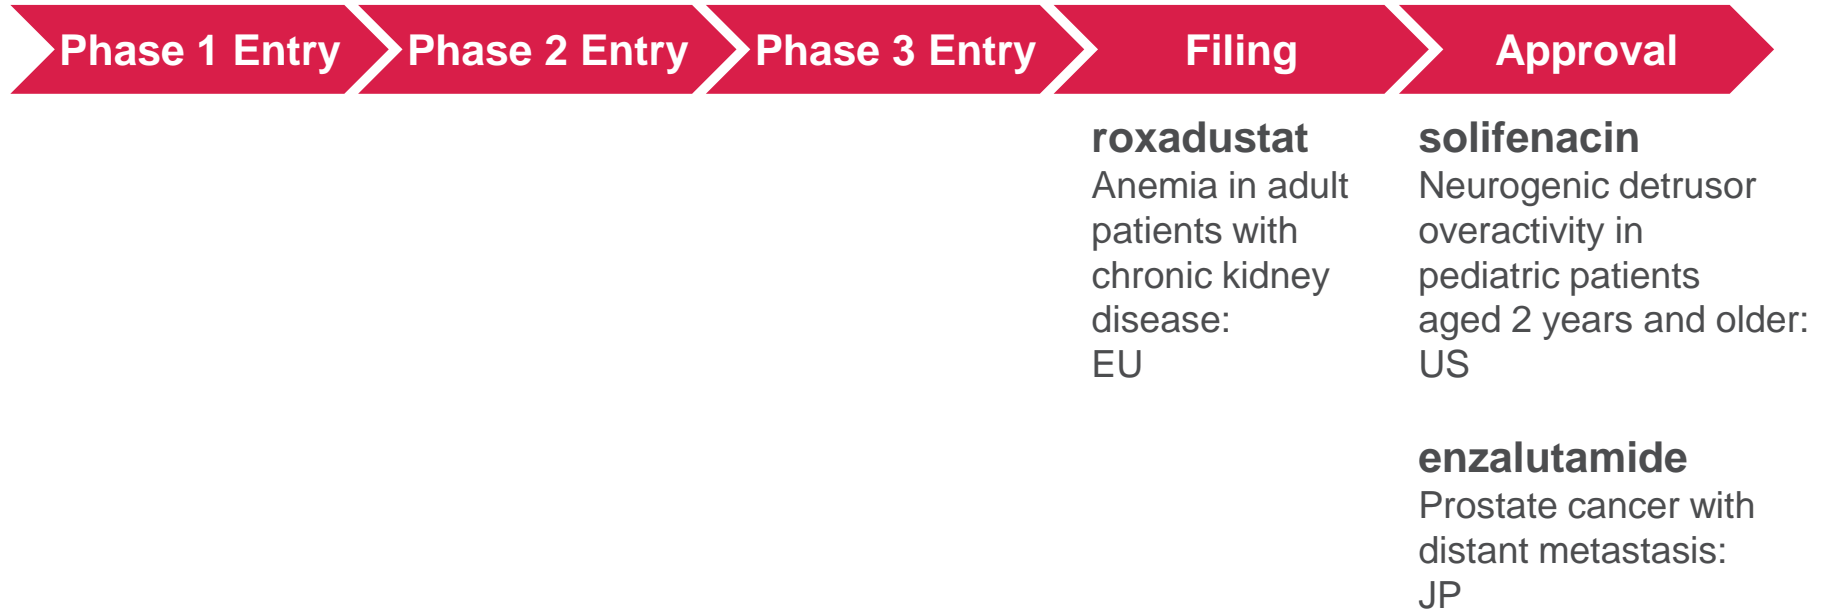 Phase 1 Entry
Phase 2 Entry
Phase 3 Entry
Filing
Approval
roxadustat
Anemia in adult
patients with
chronic kidney
disease:
EU
solifenacin
Neurogenic detrusor
overactivity in
pediatric patients
aged 2 years and older:
US
enzalutamide
Prostate cancer with
distant metastasis:
JP